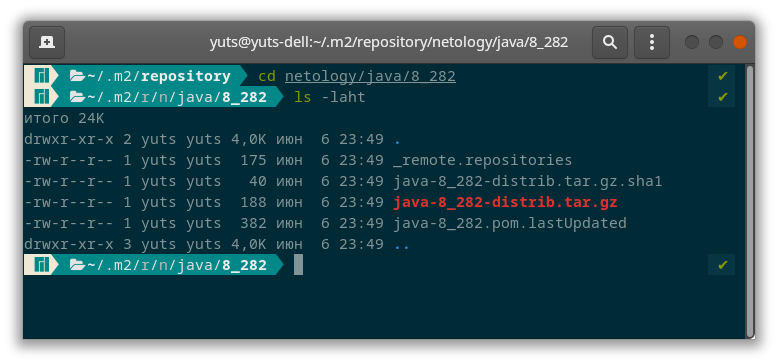 yuts@yuts-dell:~/.m2/repository/netology/java/8_282
~/.m2/repository cd netology/java/8_282 ✔
~/.m2/r/n/java/8_282 ls -laht ✔
итого 24K
drwxr-xr-x 2 yuts yuts 4,0K июн  6 23:49 .
-rw-r--r-- 1 yuts yuts  175 июн  6 23:49 _remote.repositories
-rw-r--r-- 1 yuts yuts   40 июн  6 23:49 java-8_282-distrib.tar.gz.sha1
-rw-r--r-- 1 yuts yuts  188 июн  6 23:49 java-8_282-distrib.tar.gz
-rw-r--r-- 1 yuts yuts  382 июн  6 23:49 java-8_282.pom.lastUpdated
drwxr-xr-x 3 yuts yuts 4,0K июн  6 23:49 ..
~/.m2/r/n/java/8_282 ✔